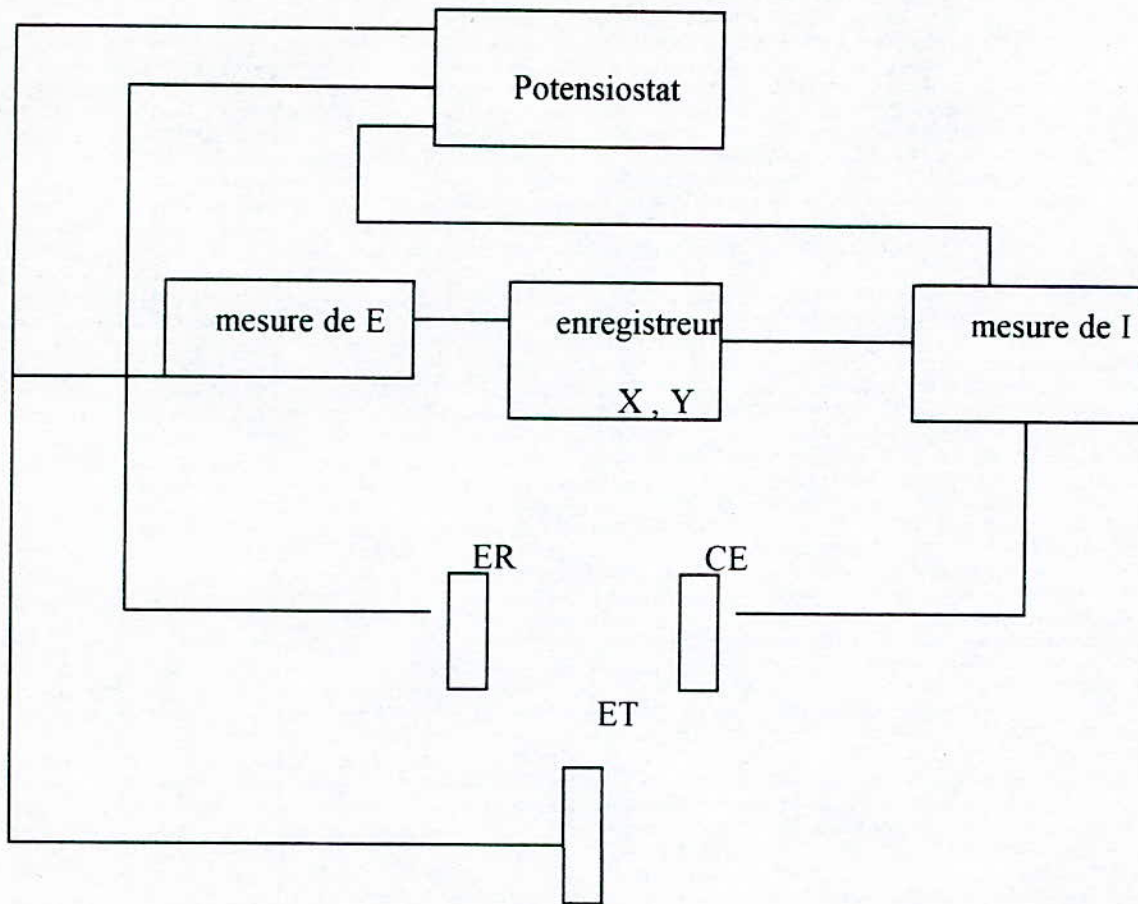 Potensiostat
mesure de E
enregistreur
X , Y
mesure de I
ER
CE
ET